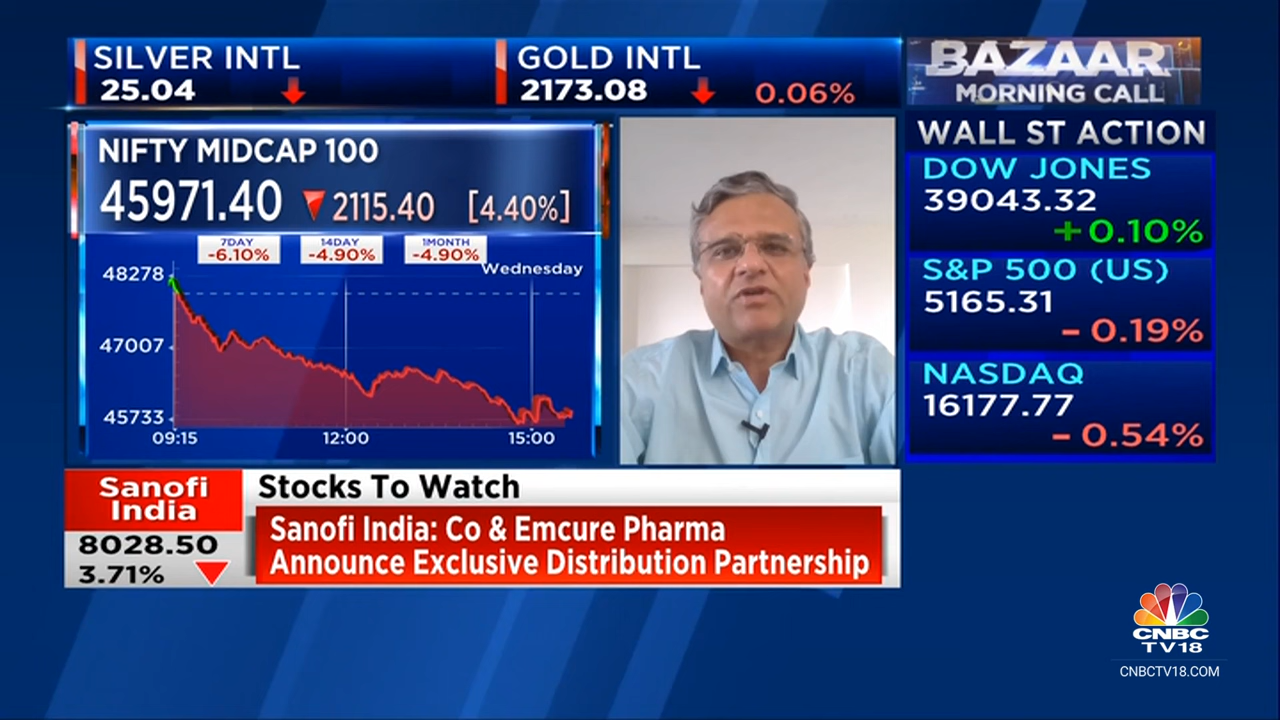 SILVER INTL
25.04
GOLD INTL
2173.08 0.06%
BAZAAR
MORNING CALL
NIFTY MIDCAP 100
45971.40 2115.40 [4.40%]
7DAY
-6.10%
14DAY
-4.90%
1MONTH
-4.90%
Wednesday
48278
47007
45733
09:15 12:00 15:00
WALL ST ACTION
DOW JONES
39043.32
+0.10%
S&P 500 (US)
5165.31
- 0.19%
NASDAQ
16177.77
- 0.54%
Sanofi
India
8028.50
3.71%
Stocks To Watch
Sanofi India: Co & Emcure Pharma
Announce Exclusive Distribution Partnership
CNBC
TV18
CNBCTV18.COM